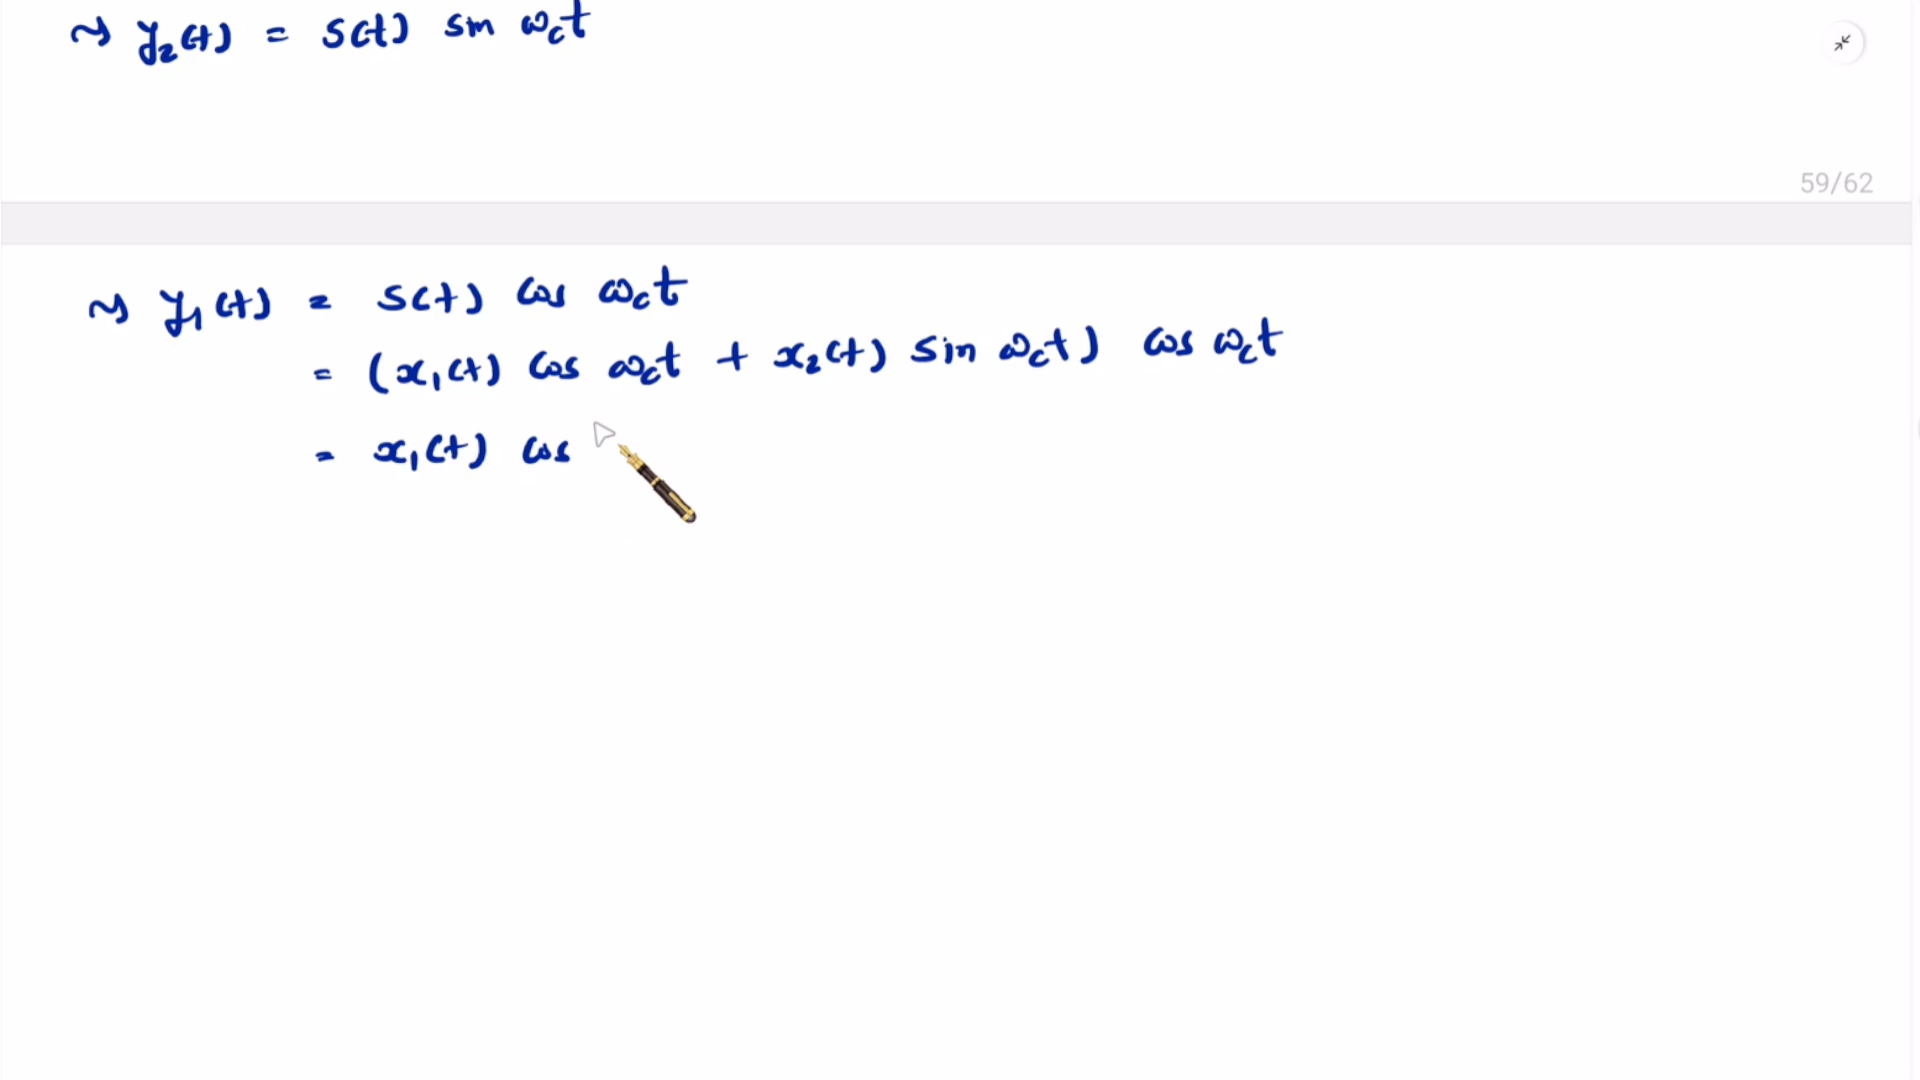 ~> y₂(t) = s(t) sin ωct
59/62
~> y₁(t) = s(t) cos ωct
= (x₁(t) cos ωct + x₂(t) sin ωct) cos ωct
= x₁(t) cos